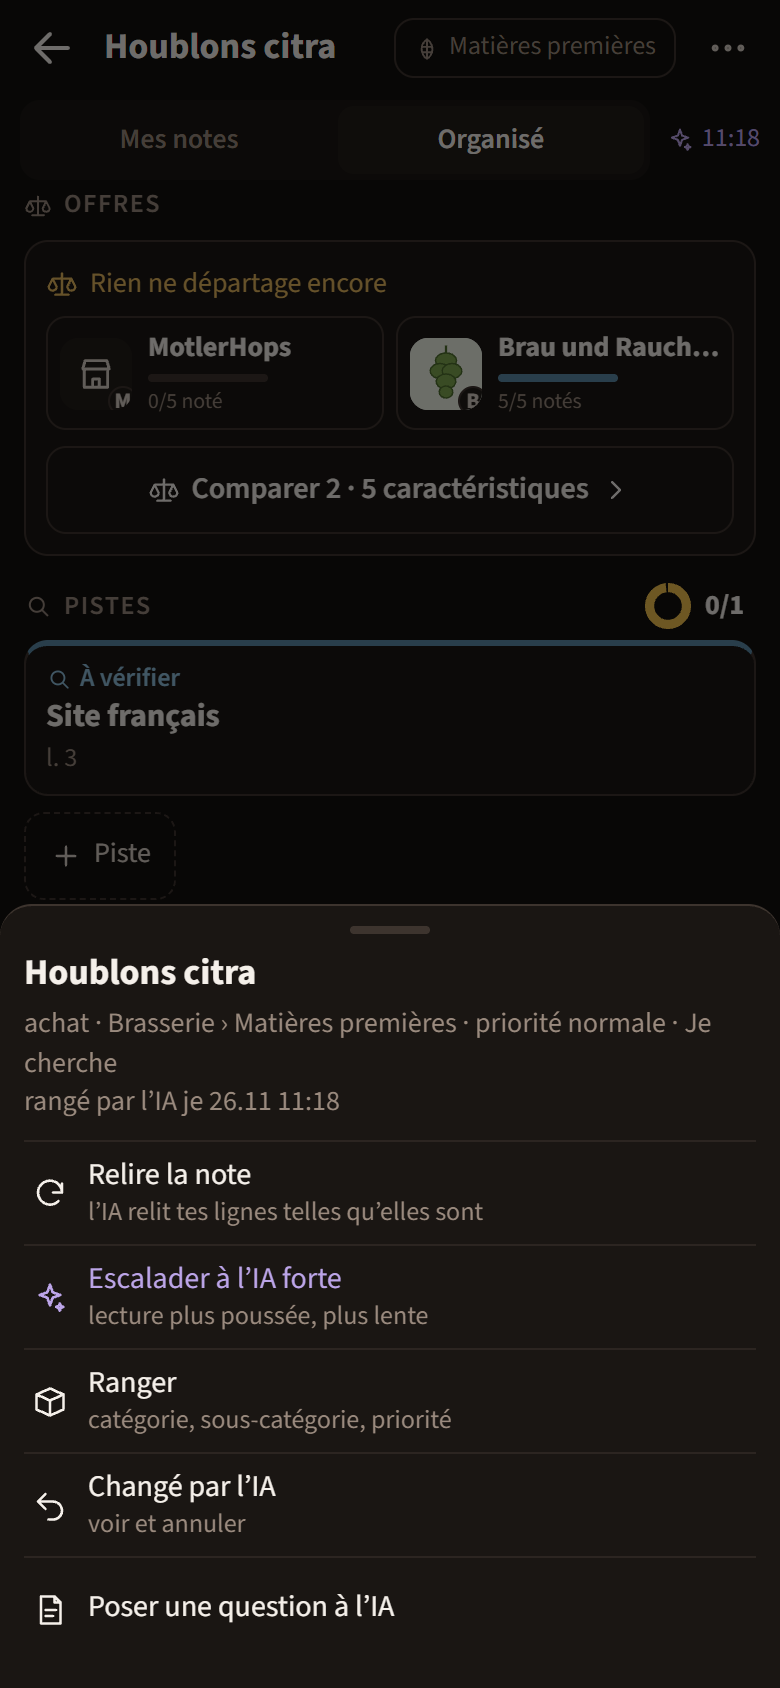 Houblons citra
Matières premières
Mes notes
Organisé
11:18
OFFRES
Rien ne départage encore
MotlerHops
M
0/5 noté
Brau und Rauch…
B
5/5 notés
Comparer 2 · 5 caractéristiques
PISTES
0/1
À vérifier
Site français
l. 3
Piste
Houblons citra
achat · Brasserie › Matières premières · priorité normale · Je
cherche
rangé par l’IA je 26.11 11:18
Relire la note
l’IA relit tes lignes telles qu’elles sont
Escalader à l’IA forte
lecture plus poussée, plus lente
Ranger
catégorie, sous-catégorie, priorité
Changé par l’IA
voir et annuler
Poser une question à l’IA